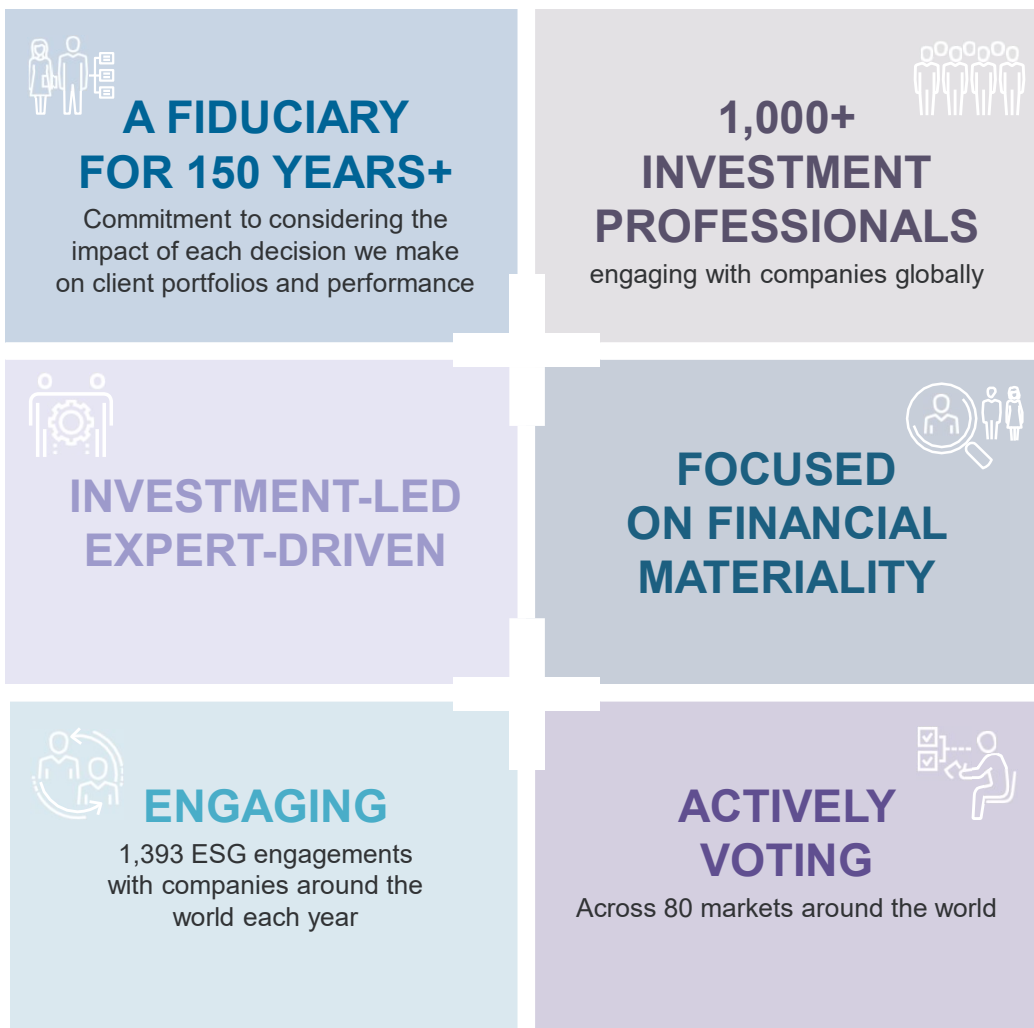 A FIDUCIARY
FOR 150 YEARS+
Commitment to considering the
impact of each decision we make
on client portfolios and performance
1,000+
INVESTMENT
PROFESSIONALS
engaging with companies globally
INVESTMENT-LED
EXPERT-DRIVEN
FOCUSED
ON FINANCIAL
MATERIALITY
ENGAGING
1,393 ESG engagements
with companies around the
world each year
ACTIVELY
VOTING
Across 80 markets around the world